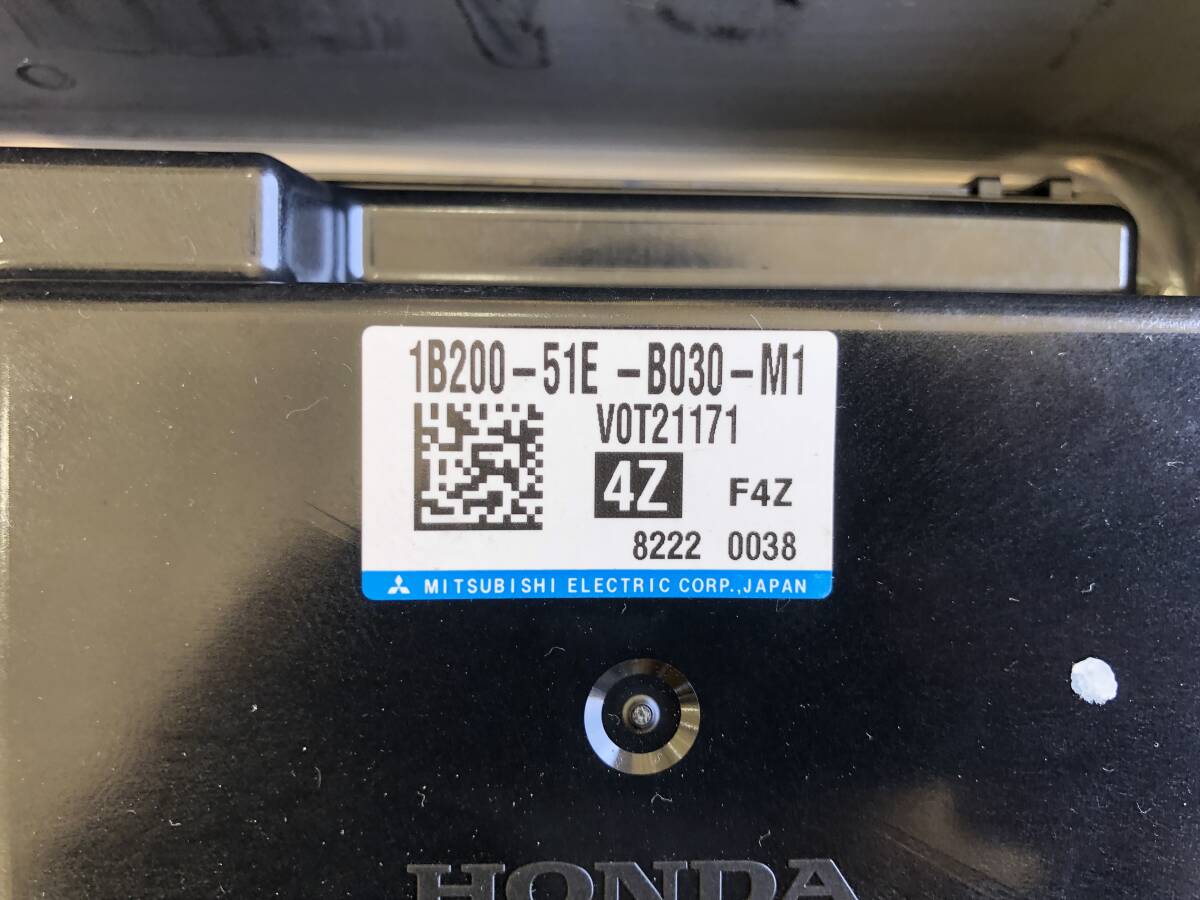 1B200-51E -B030-M1
V0T21171
4Z F4Z
8222 0038
MITSUBISHI ELECTRIC CORP.,JAPAN
HONDA